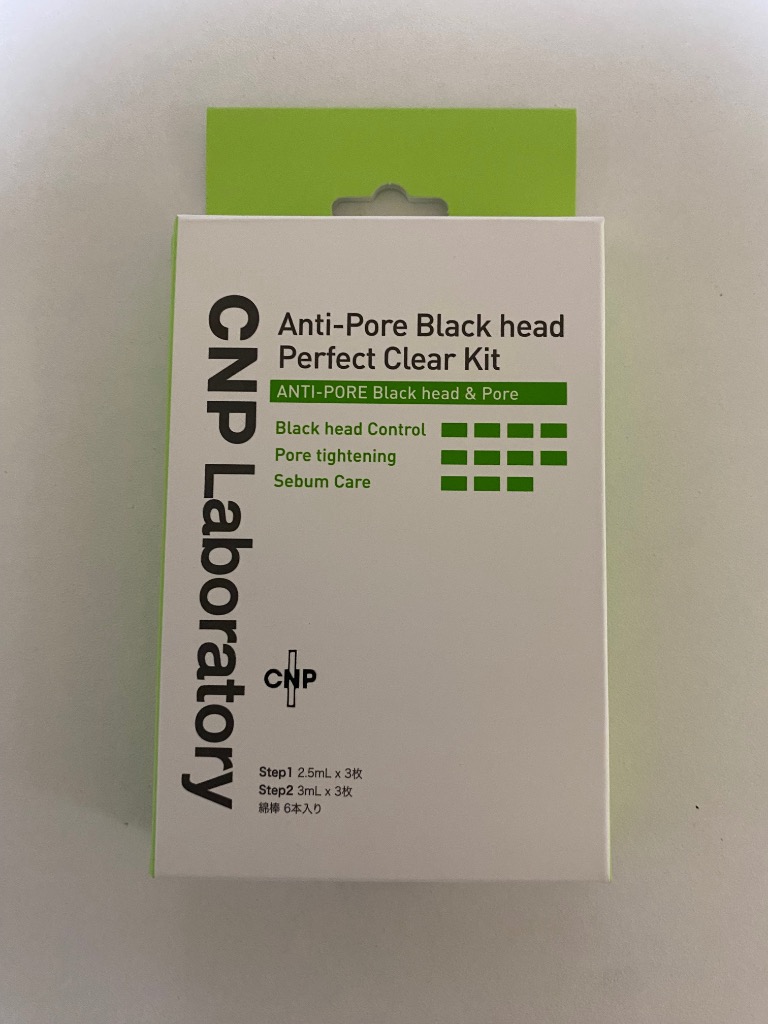 CNP Laboratory
Anti-Pore Black head
Perfect Clear Kit
ANTI-PORE Black head & Pore
Black head Control
Pore tightening
Sebum Care
CNP
Step1 2.5mL x 3枚
Step2 3mL x 3枚
綿棒 6本入り